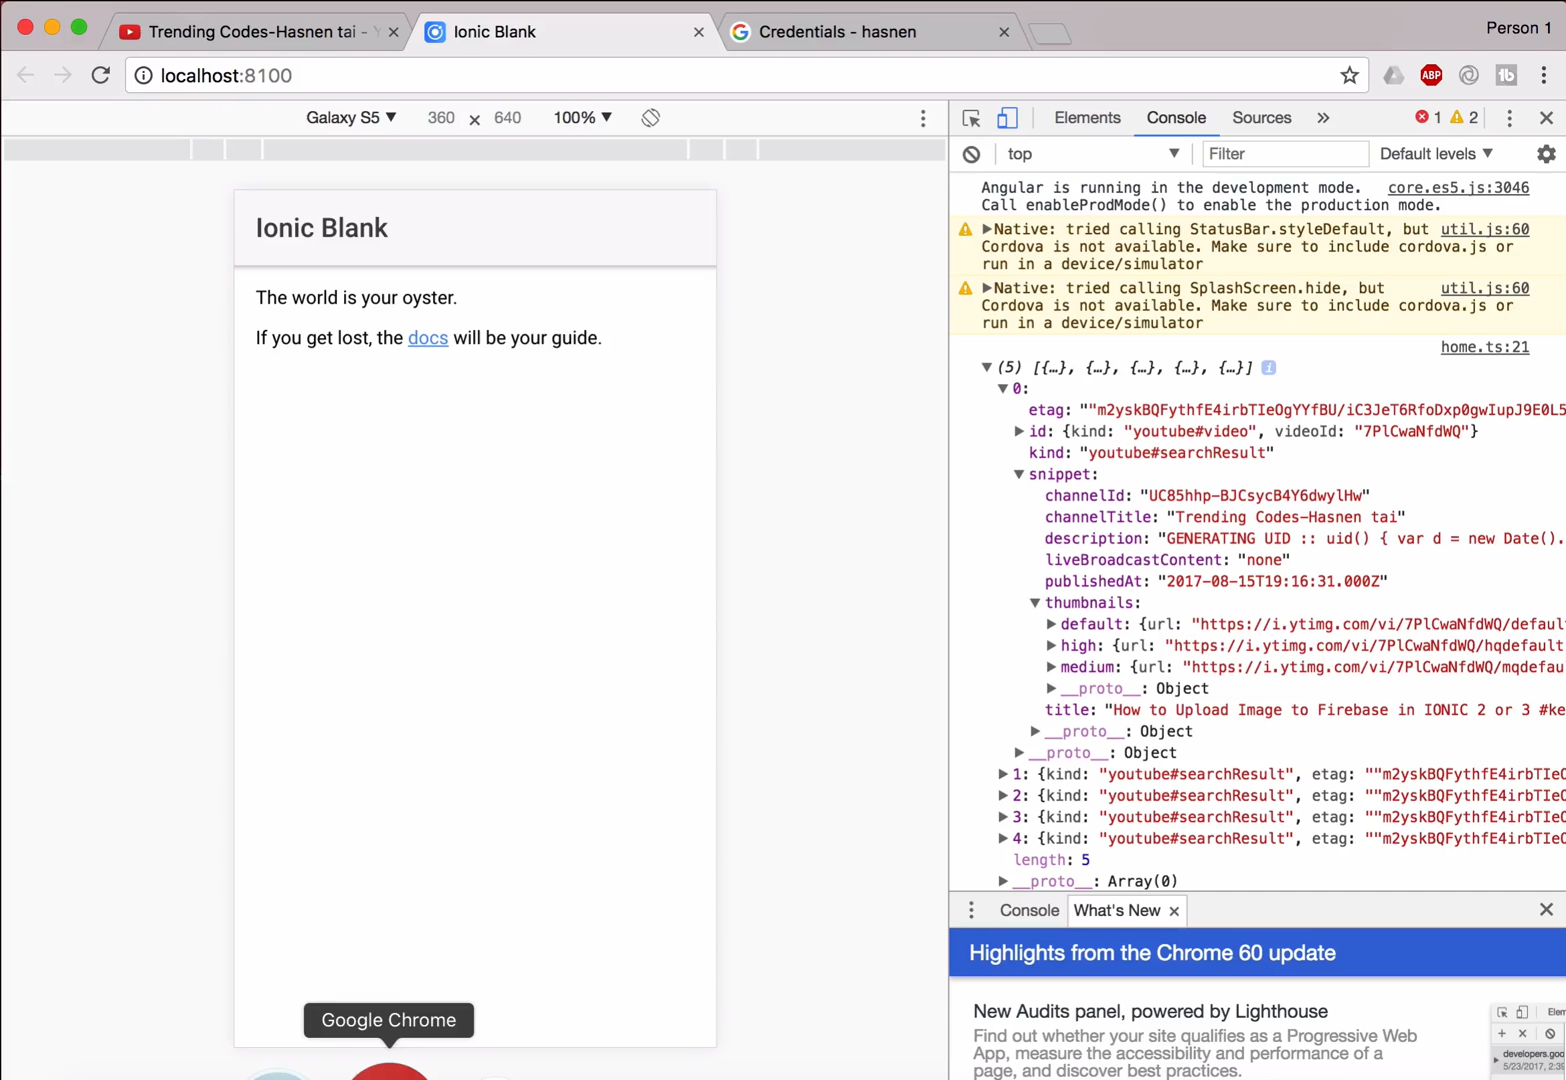 Trending Codes-Hasnen tai - Y
Ionic Blank
Credentials - hasnen
Person 1
localhost:8100
ABP
Galaxy S5 ▼ 360 × 640 100% ▼
Elements Console Sources » 1 2
top ▼ Filter Default levels ▼
Ionic Blank
The world is your oyster.
If you get lost, the docs will be your guide.
Google Chrome
Angular is running in the development mode. core.es5.js:3046
Call enableProdMode() to enable the production mode.
▶Native: tried calling StatusBar.styleDefault, but util.js:60
Cordova is not available. Make sure to include cordova.js or
run in a device/simulator
▶Native: tried calling SplashScreen.hide, but util.js:60
Cordova is not available. Make sure to include cordova.js or
run in a device/simulator
home.ts:21
▼(5) [{…}, {…}, {…}, {…}, {…}] i
▼0:
etag: ""m2yskBQFythfE4irbTIeOgYYfBU/iC3JeT6RfoDxp0gwIupJ9E0L5
▶id: {kind: "youtube#video", videoId: "7PlCwaNfdWQ"}
kind: "youtube#searchResult"
▼snippet:
channelId: "UC85hhp-BJCsycB4Y6dwylHw"
channelTitle: "Trending Codes-Hasnen tai"
description: "GENERATING UID :: uid() { var d = new Date().
liveBroadcastContent: "none"
publishedAt: "2017-08-15T19:16:31.000Z"
▼thumbnails:
▶default: {url: "https://i.ytimg.com/vi/7PlCwaNfdWQ/defaul
▶high: {url: "https://i.ytimg.com/vi/7PlCwaNfdWQ/hqdefault
▶medium: {url: "https://i.ytimg.com/vi/7PlCwaNfdWQ/mqdefau
▶__proto__: Object
title: "How to Upload Image to Firebase in IONIC 2 or 3 #ke
▶__proto__: Object
▶__proto__: Object
▶1: {kind: "youtube#searchResult", etag: ""m2yskBQFythfE4irbTIeO
▶2: {kind: "youtube#searchResult", etag: ""m2yskBQFythfE4irbTIeO
▶3: {kind: "youtube#searchResult", etag: ""m2yskBQFythfE4irbTIeO
▶4: {kind: "youtube#searchResult", etag: ""m2yskBQFythfE4irbTIeO
length: 5
▶__proto__: Array(0)
Console What's New
Highlights from the Chrome 60 update
New Audits panel, powered by Lighthouse
Find out whether your site qualifies as a Progressive Web
App, measure the accessibility and performance of a
page, and discover best practices.
Elem
developers.goo
5/23/2017, 2:39